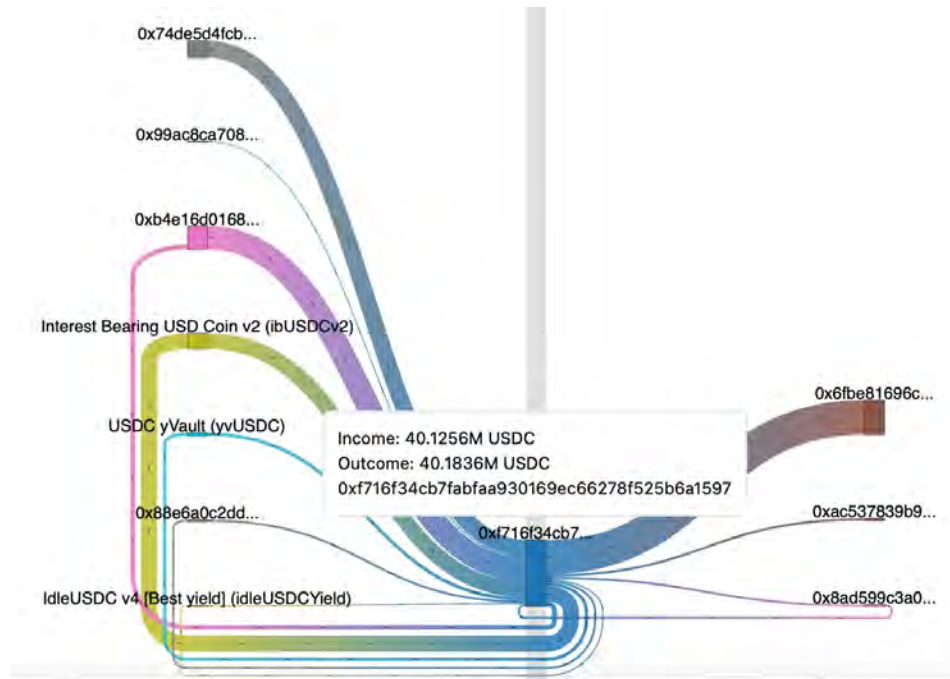 0x74de5d4fcb...
0x99ac8ca708...
0xb4e16d0168...
Interest Bearing USD Coin v2 (ibUSDCv2)
0x6fbe81696c...
USDC yVault (yvUSDC)
Income: 40.1256M USDC
Outcome: 40.1836M USDC
0xf716f34cb7fabfaa930169ec66278f525b6a1597
0x88e6a0c2dd...
0xac537839b9...
0xf716f34cb7...
IdleUSDC v4 [Best yield] (idleUSDCYield)
0x8ad599c3a0...